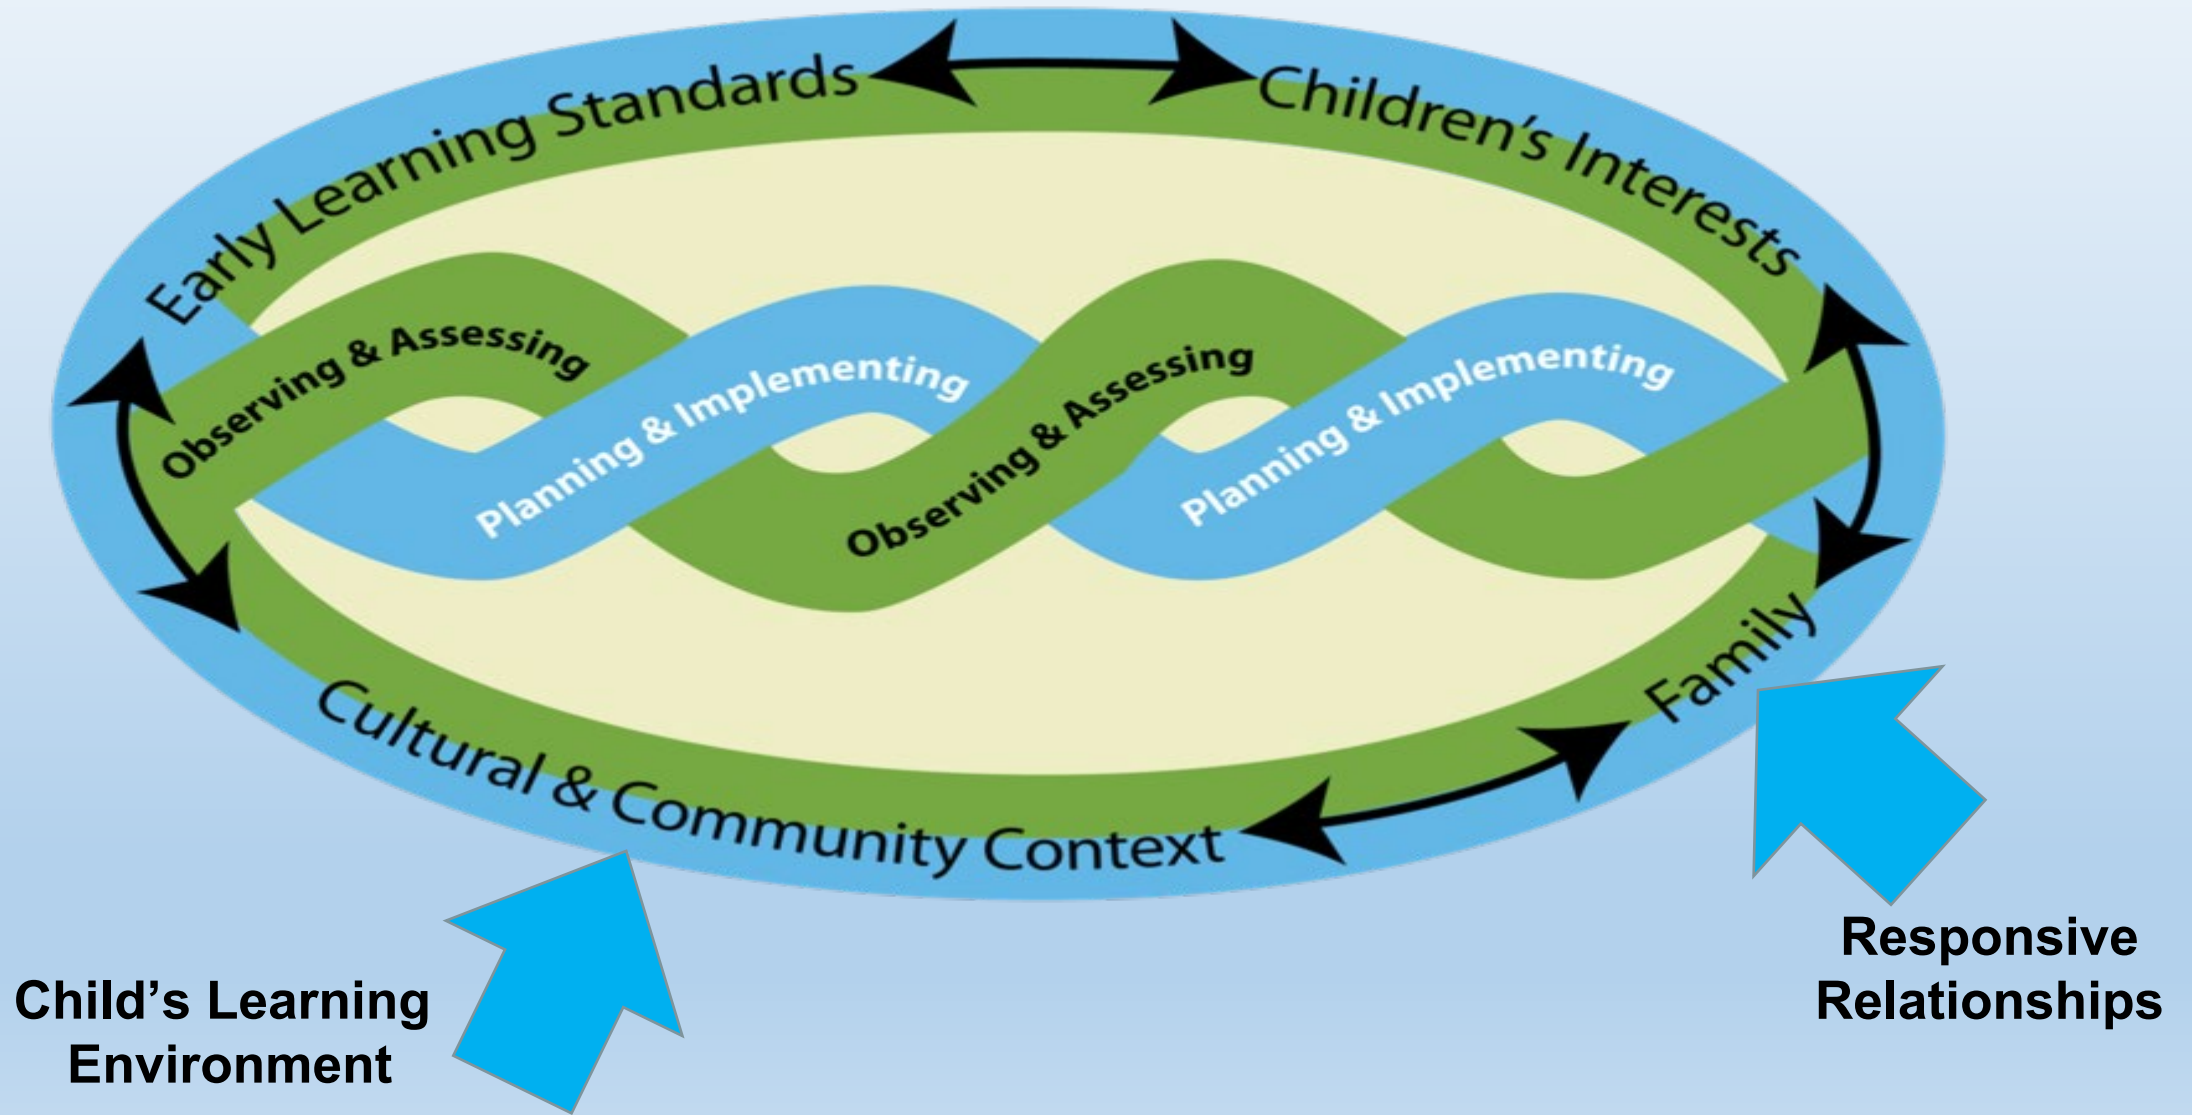 Early Learning Standards
Children's Interests
Observing & Assessing
Planning & Implementing
Observing & Assessing
Planning & Implementing
Family
Cultural & Community Context
Child’s Learning
Environment
Responsive
Relationships